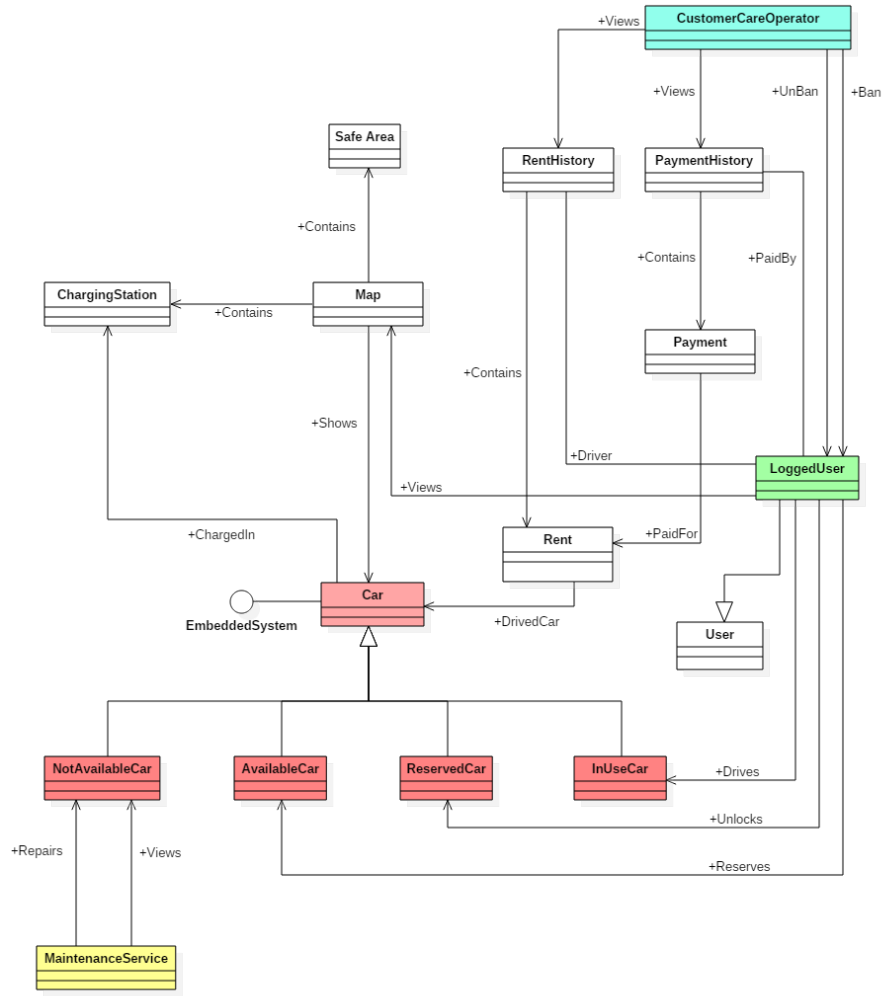 CustomerCareOperator
+Views
+Views
+UnBan
+Ban
Safe Area
RentHistory
PaymentHistory
+Contains
+Contains
+PaidBy
ChargingStation
Map
+Contains
Payment
+Contains
+Shows
+Driver
LoggedUser
+Views
+ChargedIn
Rent
+PaidFor
Car
EmbeddedSystem
+DrivedCar
User
NotAvailableCar
AvailableCar
ReservedCar
InUseCar
+Drives
+Unlocks
+Repairs
+Views
+Reserves
MaintenanceService